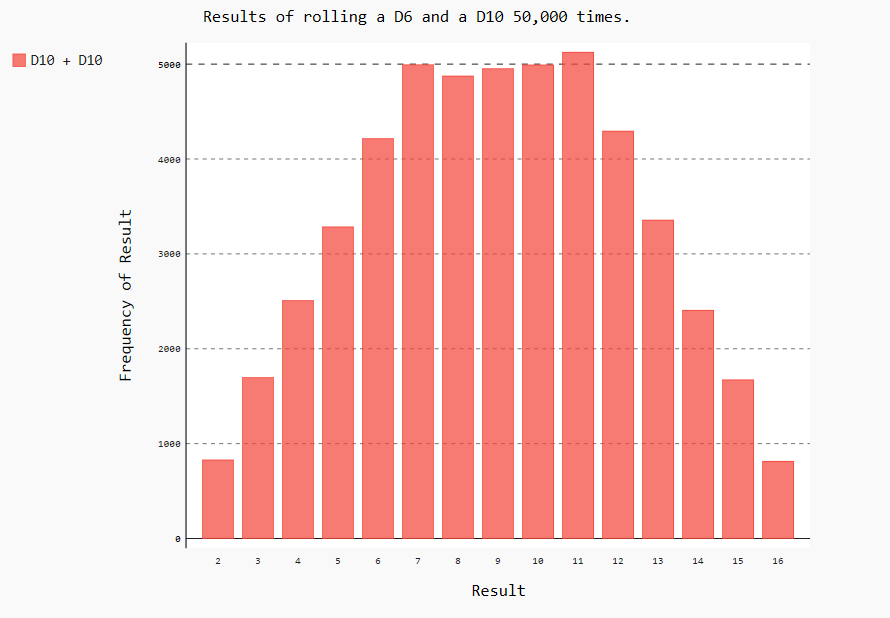 Results of rolling a D6 and a D10 50,000 times.
D10 + D10
Frequency of Result
5000
4000
3000
2000
1000
0
2 3 4 5 6 7 8 9 10 11 12 13 14 15 16
Result